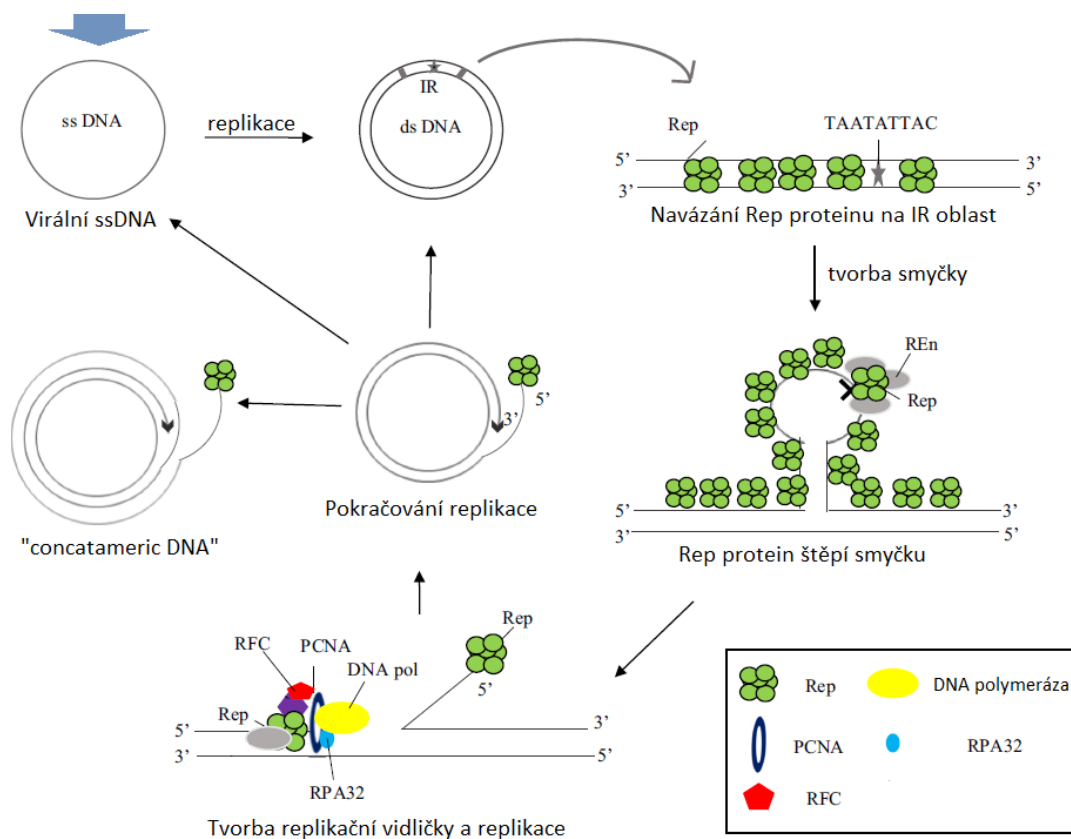 ss DNA
Virální ssDNA
replikace
IR
ds DNA
Rep
TAATATTAC
5’
3’
3’
5’
Navázání Rep proteinu na IR oblast
tvorba smyčky
REn
Rep
5’
3’
3’
5’
Rep protein štěpí smyčku
5’
3’
Pokračování replikace
"concatameric DNA"
RFC
PCNA
DNA pol
Rep
Rep
5’
5’
3’
3’
5’
RPA32
Tvorba replikační vidličky a replikace
Rep
DNA polymeráza
PCNA
RPA32
RFC